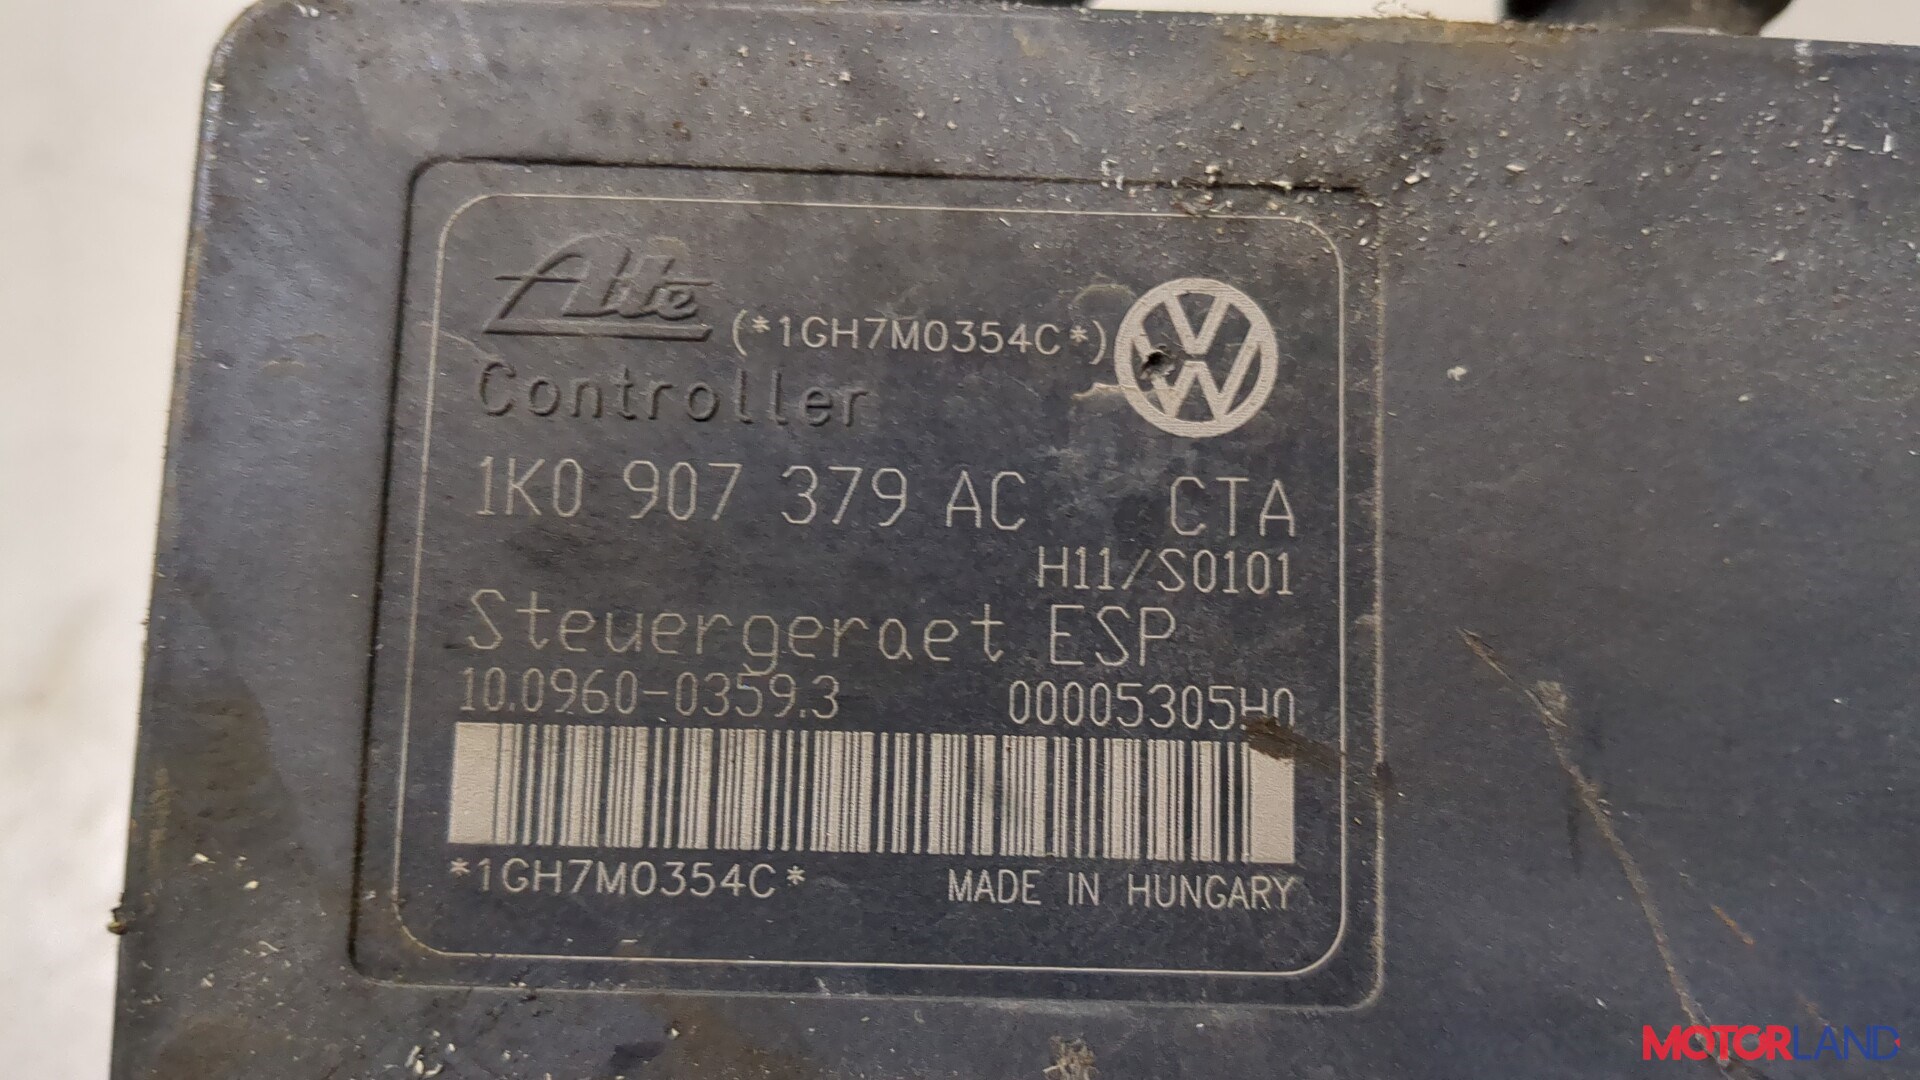 Ate (*1GH7M0354C*)
Controller
1K0 907 379 AC CTA
H11/S0101
Steuergeraet ESP
10.0960-0359.3 00005305H0
*1GH7M0354C* MADE IN HUNGARY
MOTORLAND